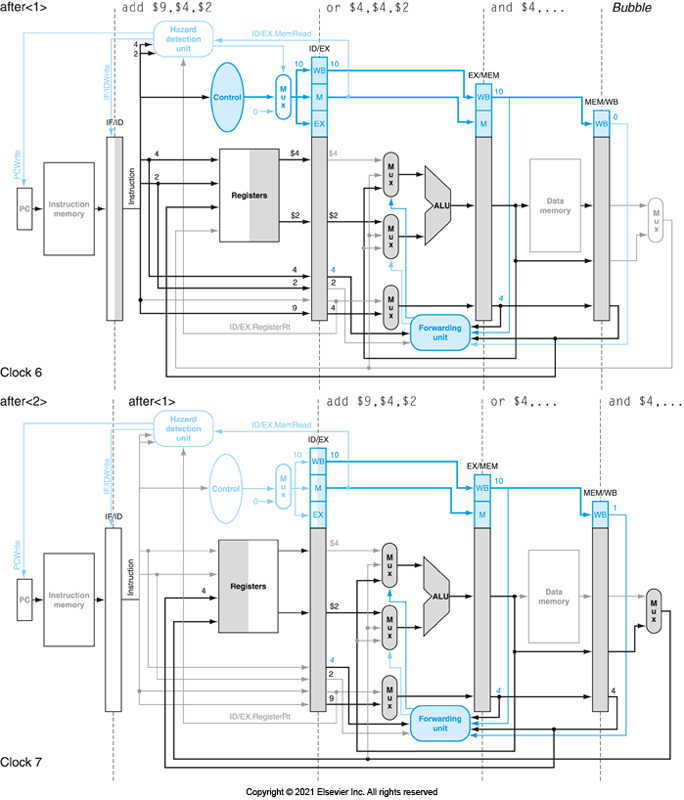 after<1> add $9,$4,$2 or $4,$4,$2 and $4,... Bubble
Hazard
detection
unit
ID/EX.MemRead
4
2
ID/EX
IF/IDWrite
PCWrite
10 WB 10
EX/MEM
Control
Mux
M
WB 10
MEM/WB
0
EX
M
WB 0
IF/ID
Instruction
4 $4 $4
Mux
2
PC
Instruction
memory
Registers
ALU
Data
memory
Mux
$2 $2
Mux
4 4
2 2
4
Mux
9 4
ID/EX.RegisterRt
Forwarding
unit
Clock 6
after<2> after<1> add $9,$4,$2 or $4,... and $4,...
Hazard
detection
unit
ID/EX.MemRead
ID/EX
IF/IDWrite
PCWrite
10 WB 10
EX/MEM
Control
Mux
M
WB 10
MEM/WB
0
EX
M
WB 1
IF/ID
Instruction
$4
Mux
4
PC
Instruction
memory
Registers
ALU
Data
memory
Mux
$2
Mux
4
2
4
4
Mux
9
ID/EX.RegisterRt
Forwarding
unit
Clock 7
Copyright © 2021 Elsevier Inc. All rights reserved